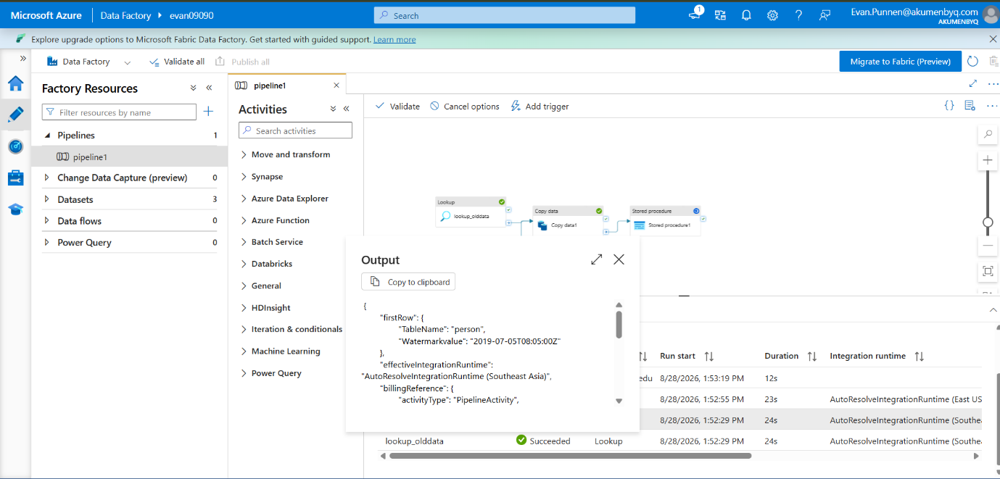 Microsoft Azure
Data Factory
evan09090
Search
1
Evan.Punnen@akumenbyq.com
AKUMENBYQ
Explore upgrade options to Microsoft Fabric Data Factory. Get started with guided support. Learn more
Data Factory
Validate all
Publish all
Migrate to Fabric (Preview)
Factory Resources
Filter resources by name
Pipelines 1
pipeline1
Change Data Capture (preview) 0
Datasets 3
Data flows 0
Power Query 0
pipeline1
Activities
Search activities
Move and transform
Synapse
Azure Data Explorer
Azure Function
Batch Service
Databricks
General
HDInsight
Iteration & conditionals
Machine Learning
Power Query
Validate
Cancel options
Add trigger
{}
Lookup
lookup_olddata
Copy data
Copy data1
Stored procedure
Stored procedure1
Output
Copy to clipboard
{
"firstRow": {
"TableName": "person",
"Watermarkvalue": "2019-07-05T08:05:00Z"
},
"effectiveIntegrationRuntime":
"AutoResolveIntegrationRuntime (Southeast Asia)",
"billingReference": {
"activityType": "PipelineActivity",
Run start Duration Integration runtime
edu 8/28/2026, 1:53:19 PM 12s
8/28/2026, 1:52:55 PM 23s AutoResolveIntegrationRuntime (East US
8/28/2026, 1:52:29 PM 24s AutoResolveIntegrationRuntime (Southe
lookup_olddata Succeeded Lookup 8/28/2026, 1:52:29 PM 24s AutoResolveIntegrationRuntime (Southe